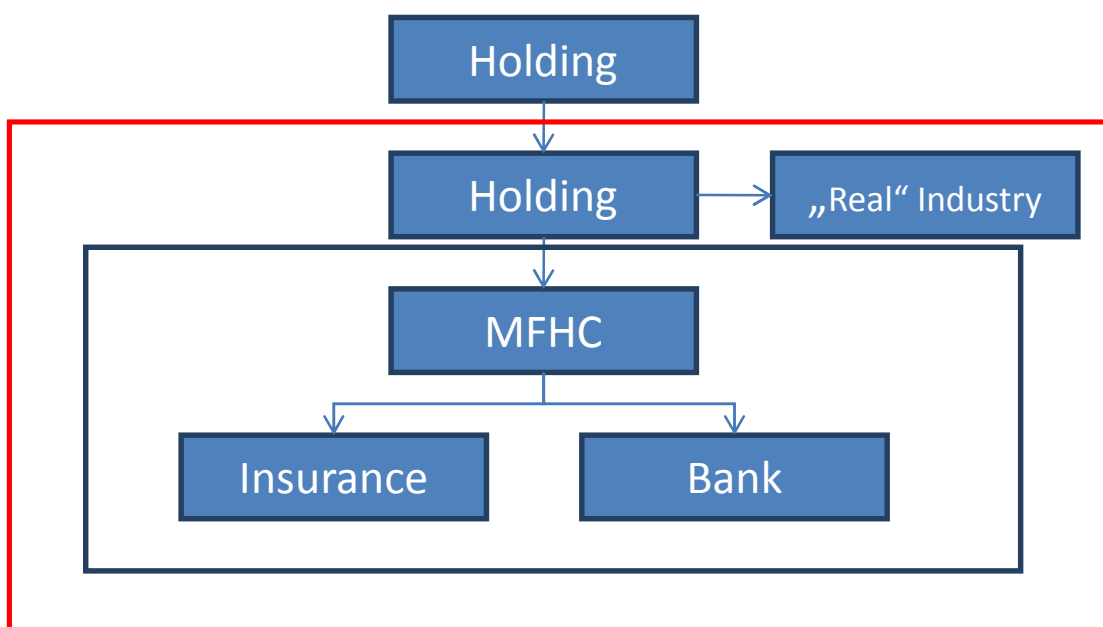 Holding
Holding
„Real“ Industry
MFHC
Insurance
Bank